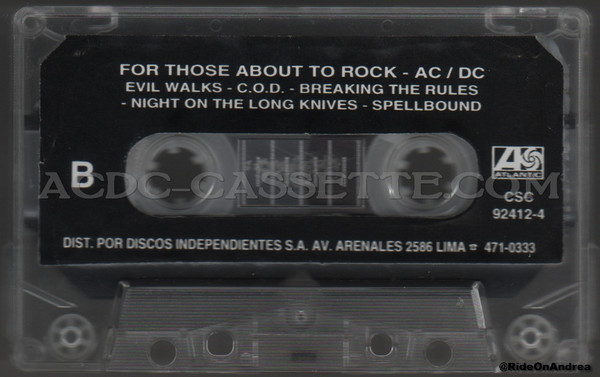 FOR THOSE ABOUT TO ROCK - AC / DC
EVIL WALKS - C.O.D. - BREAKING THE RULES
- NIGHT ON THE LONG KNIVES - SPELLBOUND
B
ATLANTIC
ACDC-CASSETTE.COM
CSC
92412-4
DIST. POR DISCOS INDEPENDIENTES S.A. AV. ARENALES 2586 LIMA ☎ 471-0333
@RideOnAndrea